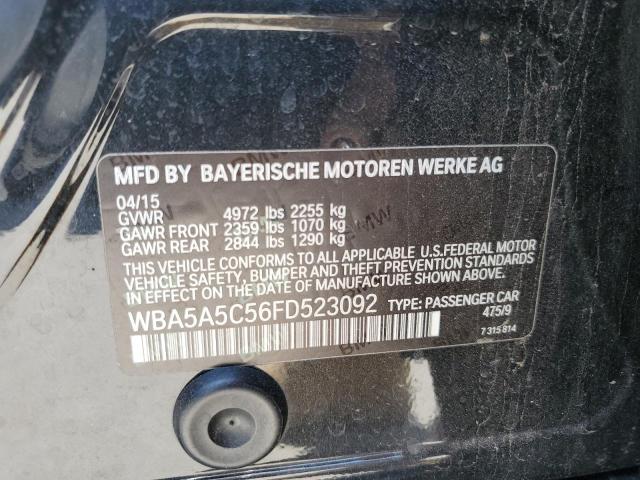 MFD BY BAYERISCHE MOTOREN WERKE AG
04/15
GVWR 4972 lbs 2255 kg
GAWR FRONT 2359 lbs 1070 kg
GAWR REAR 2844 lbs 1290 kg
THIS VEHICLE CONFORMS TO ALL APPLICABLE U.S.FEDERAL MOTOR
VEHICLE SAFETY, BUMPER AND THEFT PREVENTION STANDARDS
IN EFFECT ON THE DATE OF MANUFACTURE SHOWN ABOVE.
WBA5A5C56FD523092 TYPE: PASSENGER CAR
475/9
7 315 814